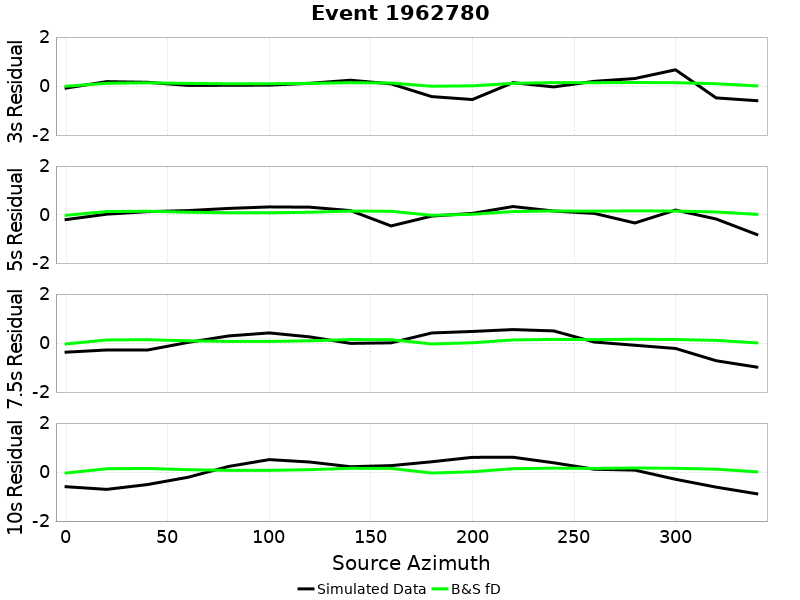 Event 1962780
3s Residual
2
0
-2
5s Residual
2
0
-2
7.5s Residual
2
0
-2
10s Residual
2
0
-2
0 50 100 150 200 250 300
Source Azimuth
Simulated Data B&S fD